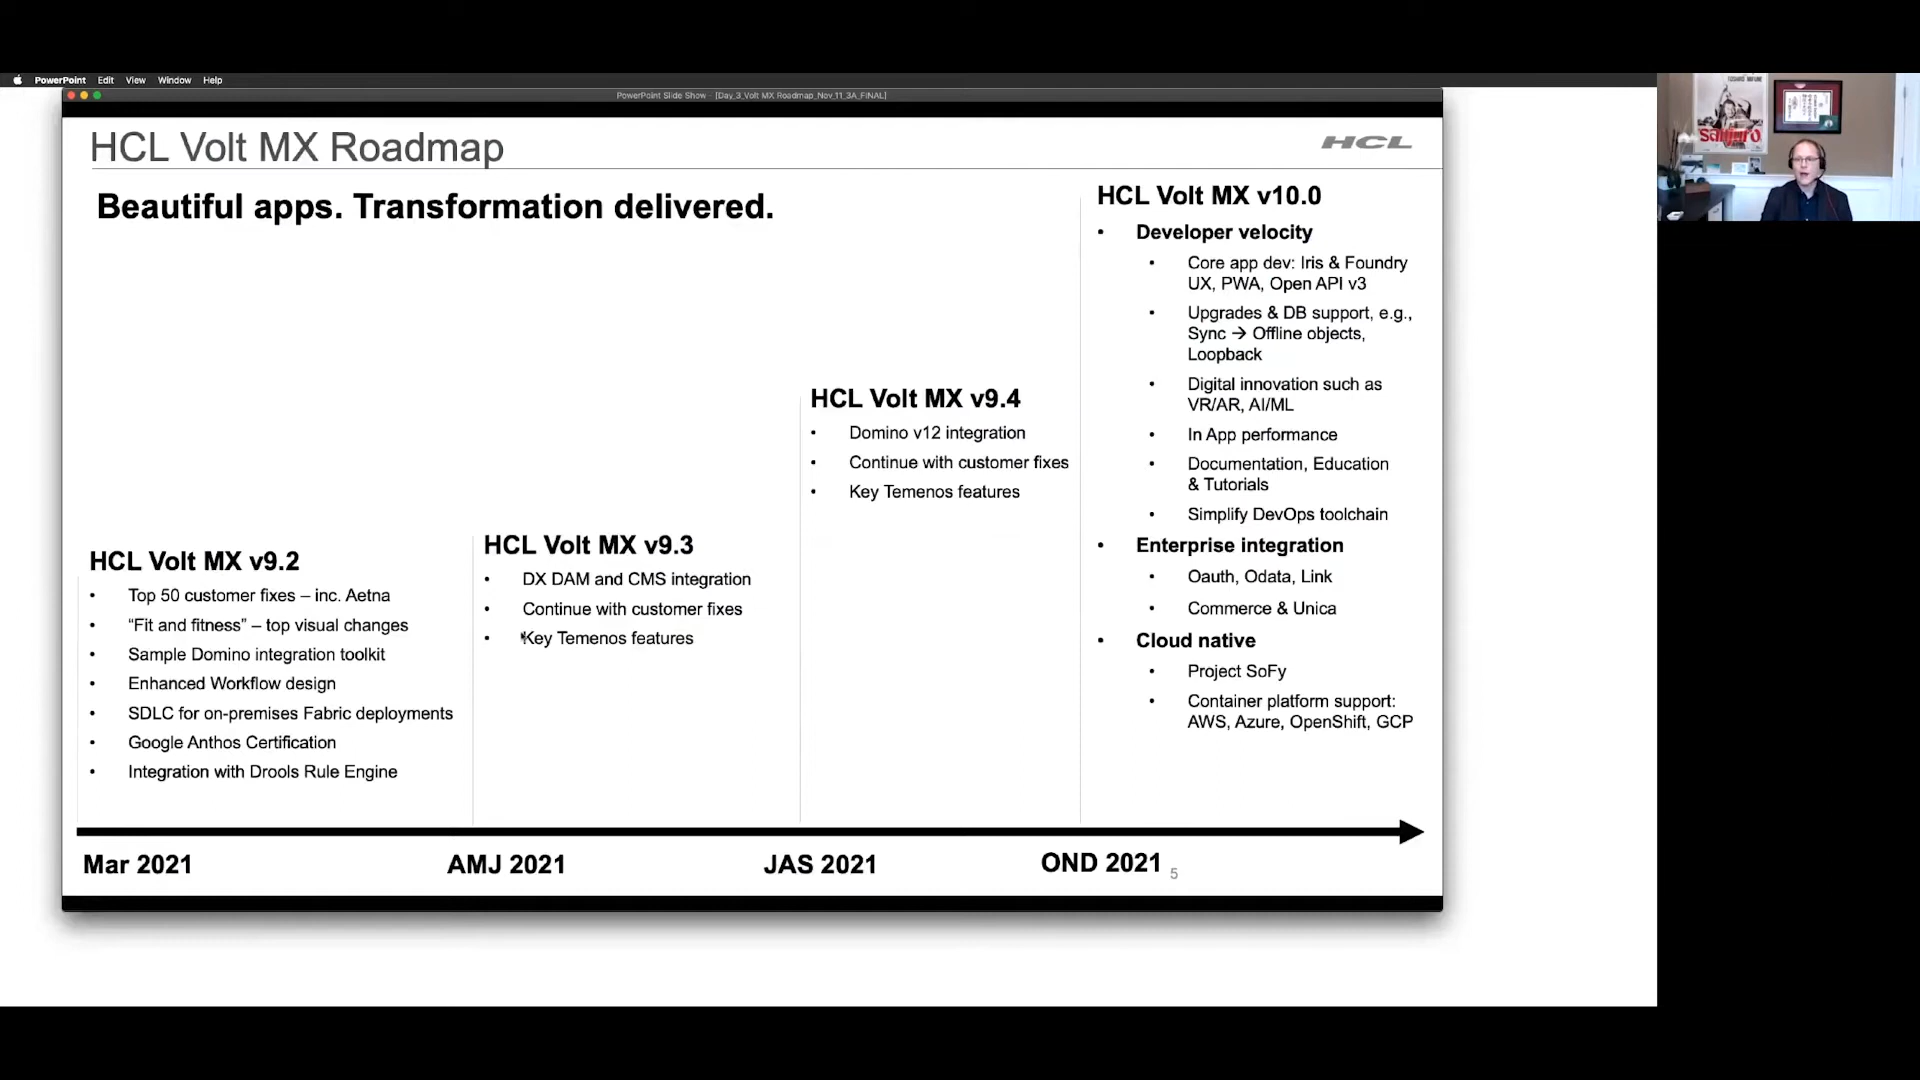 PowerPoint Edit View Window Help
PowerPoint Slide Show - [Day_3_Volt MX Roadmap_Nov_11_3A_FINAL]
HCL Volt MX Roadmap
HCL
Beautiful apps. Transformation delivered.
HCL Volt MX v9.2
• Top 50 customer fixes – inc. Aetna
• “Fit and fitness” – top visual changes
• Sample Domino integration toolkit
• Enhanced Workflow design
• SDLC for on-premises Fabric deployments
• Google Anthos Certification
• Integration with Drools Rule Engine
HCL Volt MX v9.3
• DX DAM and CMS integration
• Continue with customer fixes
• Key Temenos features
HCL Volt MX v9.4
• Domino v12 integration
• Continue with customer fixes
• Key Temenos features
HCL Volt MX v10.0
• Developer velocity
• Core app dev: Iris & Foundry
UX, PWA, Open API v3
• Upgrades & DB support, e.g.,
Sync → Offline objects,
Loopback
• Digital innovation such as
VR/AR, AI/ML
• In App performance
• Documentation, Education
& Tutorials
• Simplify DevOps toolchain
• Enterprise integration
• Oauth, Odata, Link
• Commerce & Unica
• Cloud native
• Project SoFy
• Container platform support:
AWS, Azure, OpenShift, GCP
Mar 2021
AMJ 2021
JAS 2021
OND 2021
5